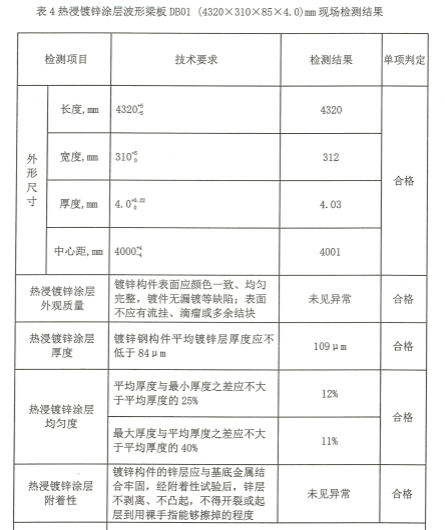 表 4 热浸镀锌涂层波形梁板 DB01 (4320×310×85×4.0)mm 现场检测结果
检测项目 技术要求 检测结果 单项判定
外形尺寸
长度,mm 4320 4320
宽度,mm 310 312
厚度,mm 4.0 4.03
中心距,mm 4000 4001
合格
热浸镀锌涂层
外观质量
镀锌构件表面应颜色一致、均匀
完整，镀件无漏镀等缺陷；表面
不应有流挂、滴瘤或多余结块
未见异常 合格
热浸镀锌涂层
厚度
镀锌钢构件平均镀锌层厚度应不
低于 84μm
109μm 合格
热浸镀锌涂层
均匀度
平均厚度与最小厚度之差应不大
于平均厚度的 25%
12%
最大厚度与平均厚度之差应不大
于平均厚度的 40%
11%
合格
热浸镀锌涂层
附着性
镀锌构件的锌层应与基底金属结
合牢固，经附着性试验后，锌层
不剥离、不凸起，不得开裂或起
层到用裸手指能够擦掉的程度
未见异常 合格